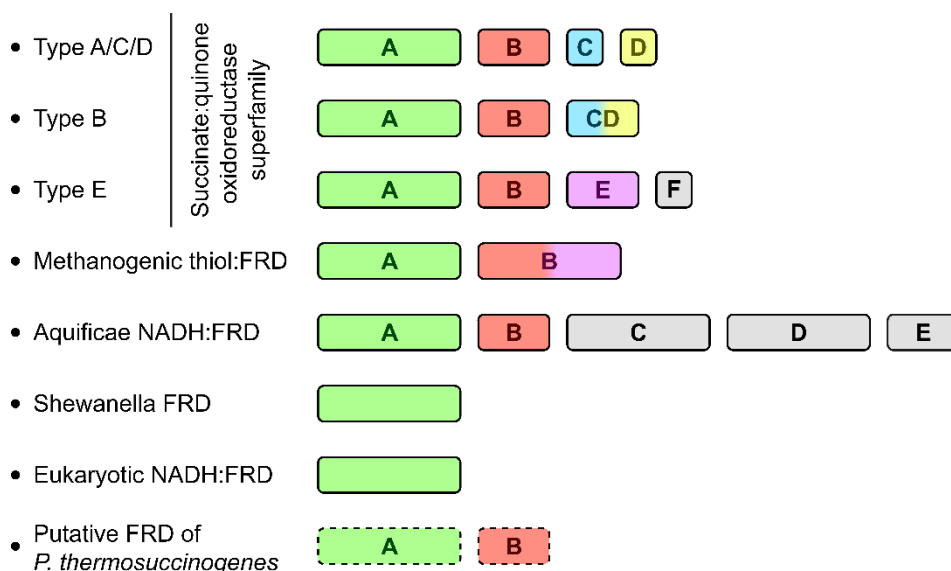 • Type A/C/D
A B C D
• Type B
A B CD
• Type E
A B E F
Succinate:quinone
oxidoreductase
superfamily
• Methanogenic thiol:FRD
A B
• Aquificae NADH:FRD
A B C D E
• Shewanella FRD
• Eukaryotic NADH:FRD
• Putative FRD of
P. thermosuccinogenes
A B